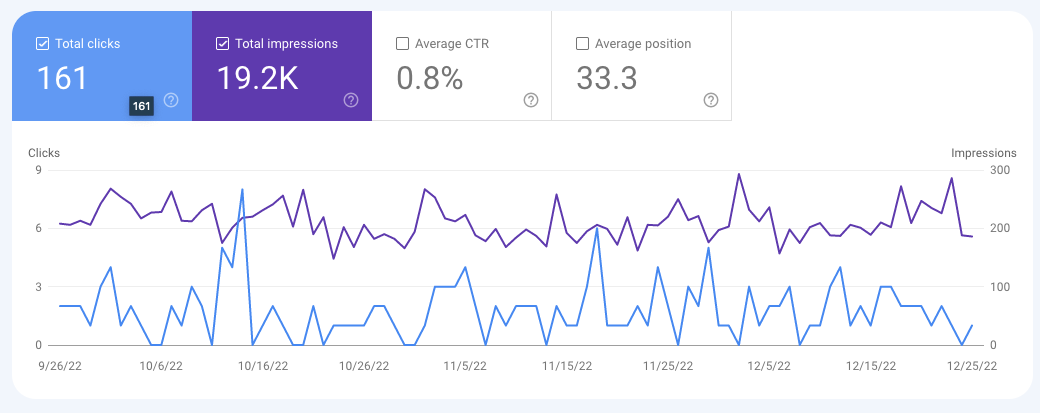 Total clicks
161
161
Total impressions
19.2K
Average CTR
0.8%
Average position
33.3
Clicks
Impressions
9
300
6
200
3
100
0
0
9/26/22 10/6/22 10/16/22 10/26/22 11/5/22 11/15/22 11/25/22 12/5/22 12/15/22 12/25/22